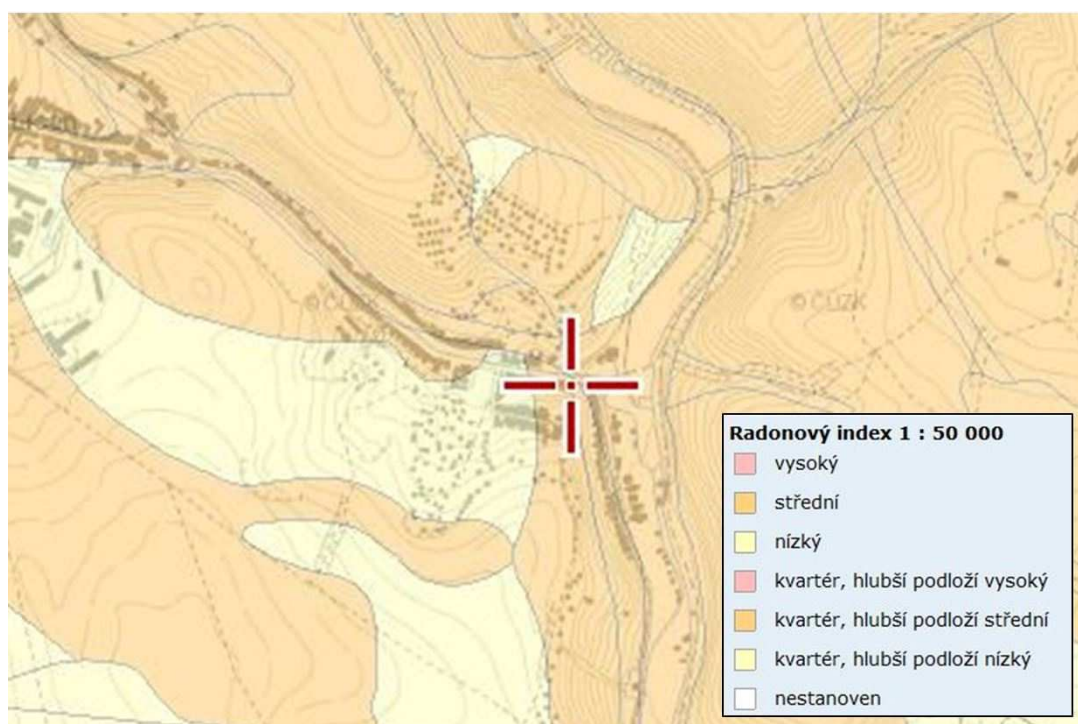 © ČÚZK
© ČÚZK
Radonový index 1 : 50 000
vysoký
střední
nízký
kvartér, hlubší podloží vysoký
kvartér, hlubší podloží střední
kvartér, hlubší podloží nízký
nestanoven